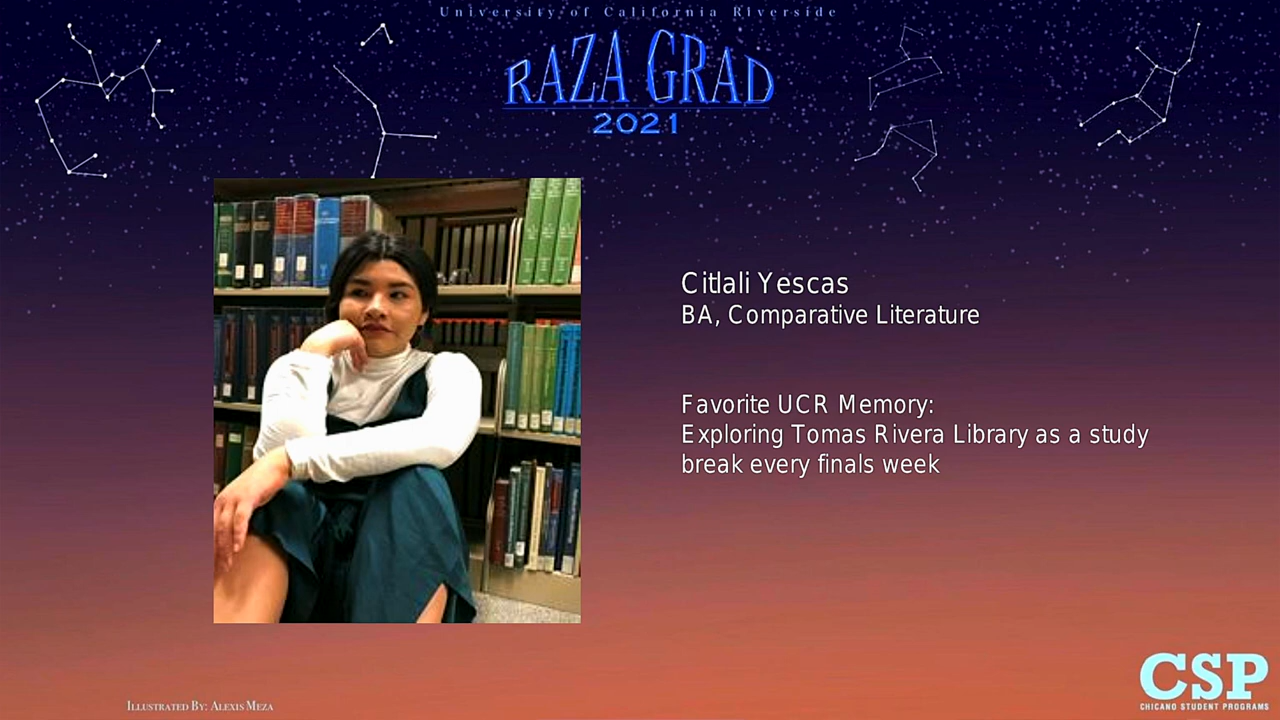 University of California Riverside
RAZA GRAD
2021
Citlali Yescas
BA, Comparative Literature
Favorite UCR Memory:
Exploring Tomas Rivera Library as a study
break every finals week
CSP
CHICANO STUDENT PROGRAMS
Illustrated By: Alexis Meza